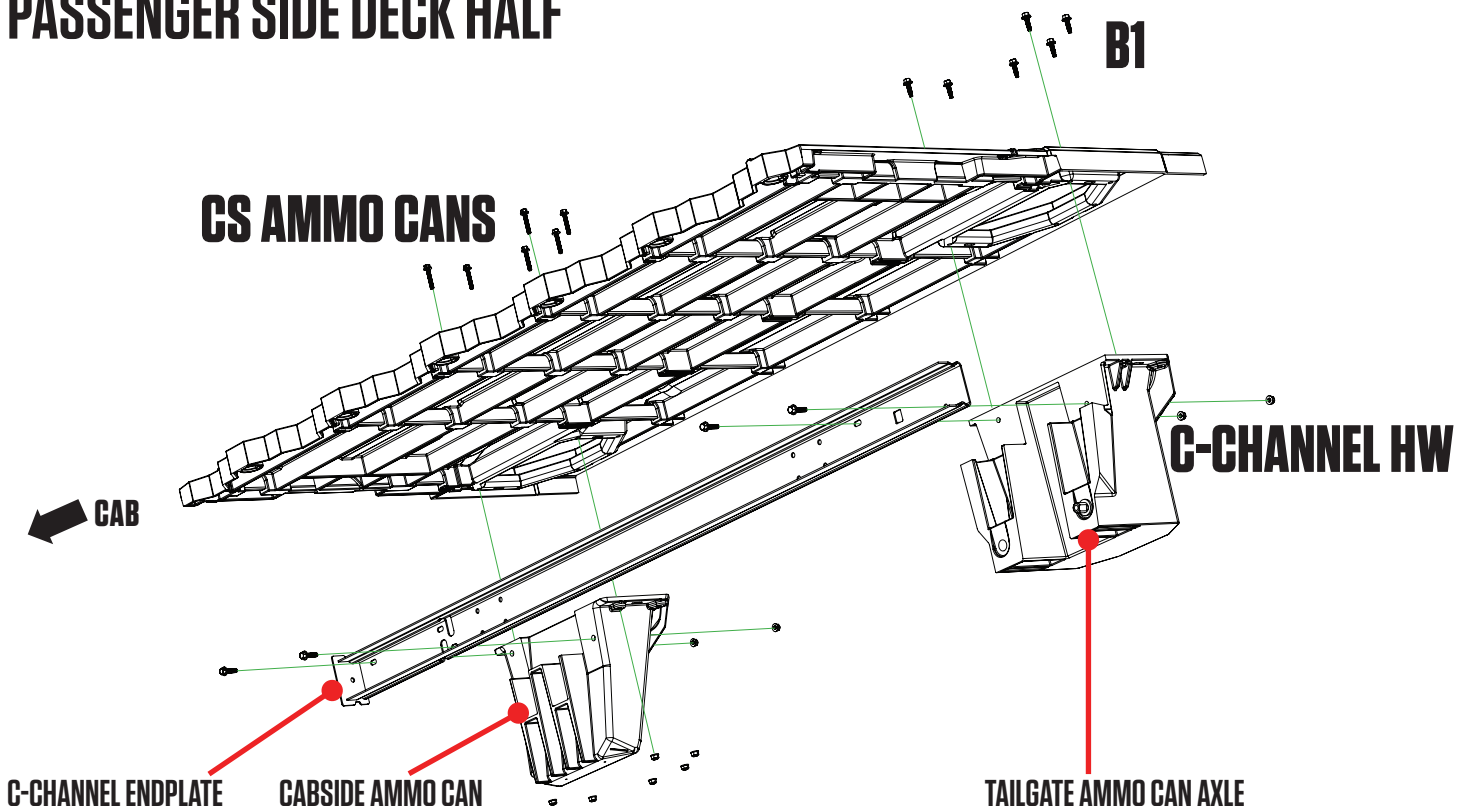 PASSENGER SIDE DECK HALF
B1
CS AMMO CANS
C-CHANNEL HW
CAB
C-CHANNEL ENDPLATE
CABSIDE AMMO CAN
TAILGATE AMMO CAN AXLE